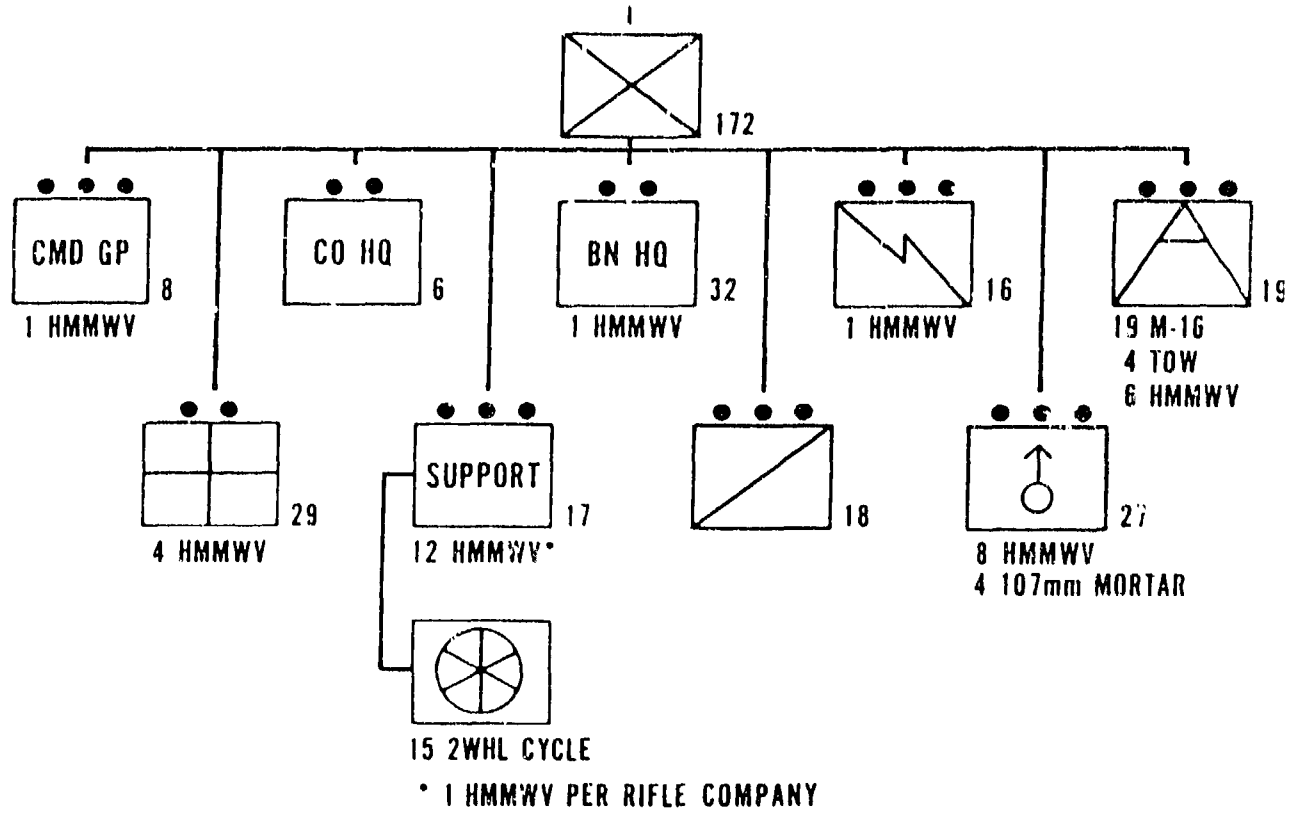 172
CMD GP
8
1 HMMWV
CO HQ
6
BN HQ
32
1 HMMWV
16
1 HMMWV
19
19 M-16
4 TOW
6 HMMWV
29
4 HMMWV
SUPPORT
17
12 HMMWV*
18
27
8 HMMWV
4 107mm MORTAR
15 2WHL CYCLE
* 1 HMMWV PER RIFLE COMPANY